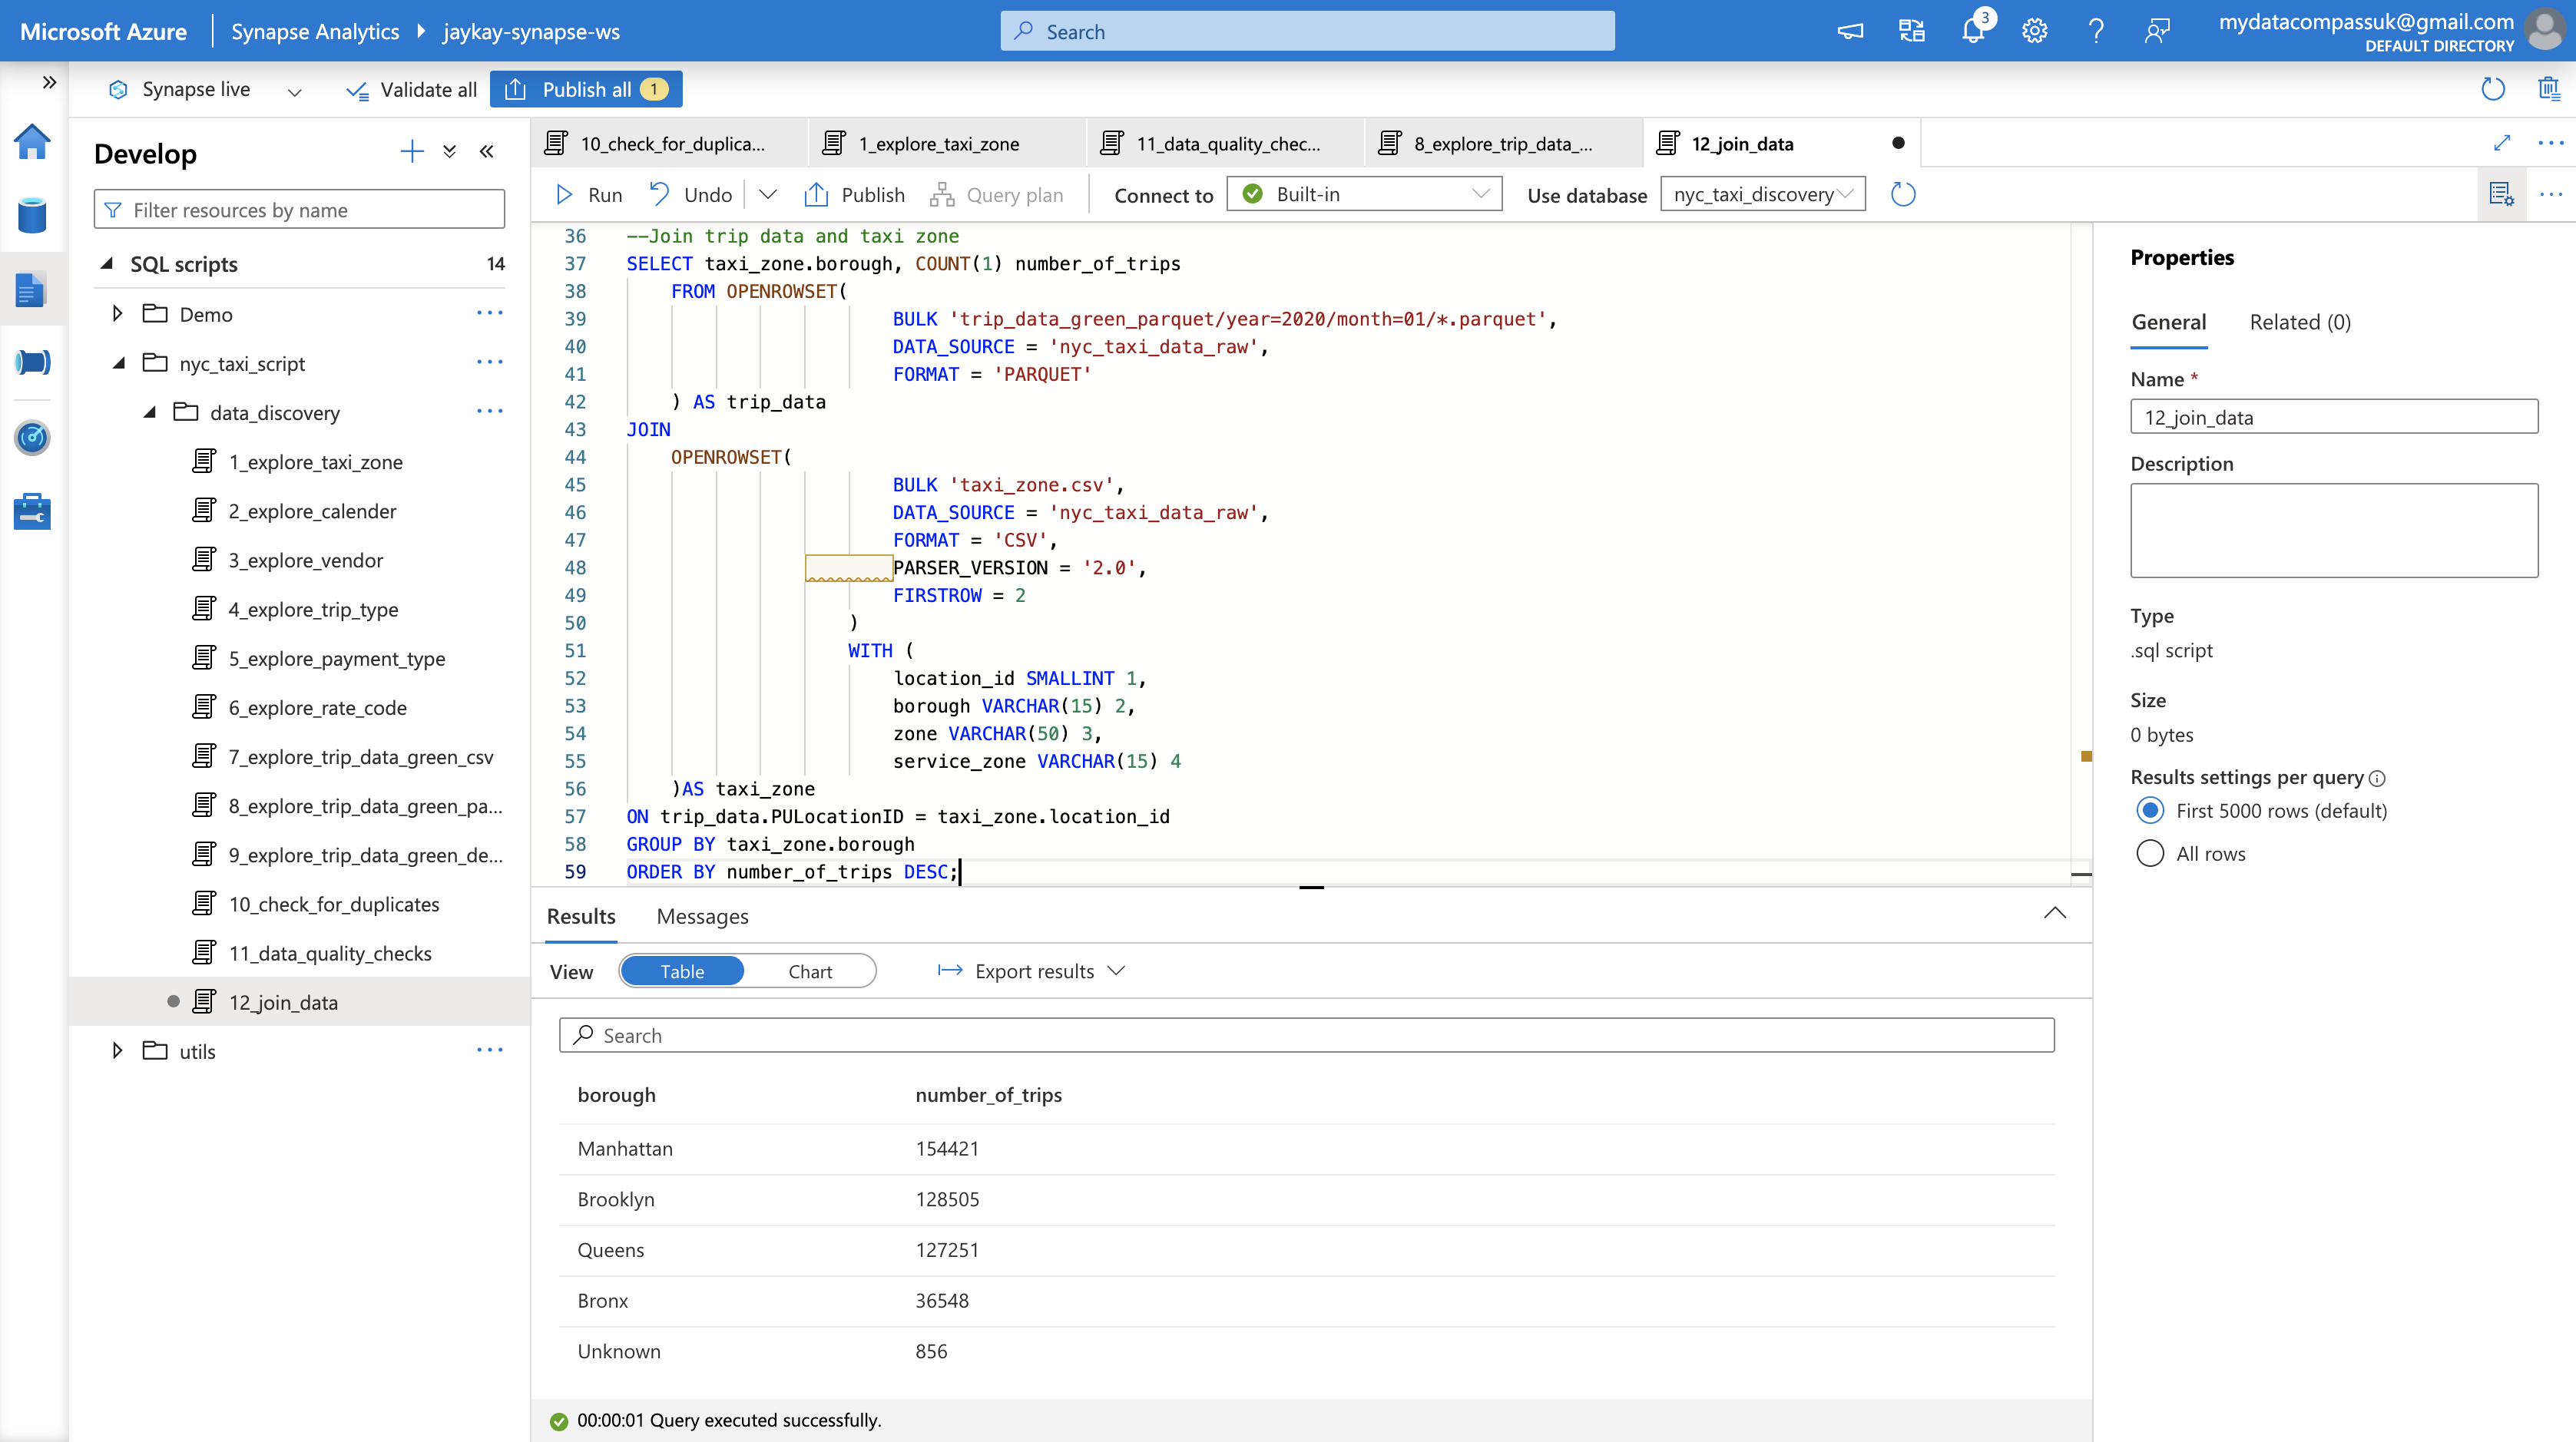 Microsoft Azure
Synapse Analytics
jaykay-synapse-ws
Search
3
mydatacompassuk@gmail.com
DEFAULT DIRECTORY
Synapse live
Validate all
Publish all 1
Develop
Filter resources by name
SQL scripts 14
Demo
nyc_taxi_script
data_discovery
1_explore_taxi_zone
2_explore_calender
3_explore_vendor
4_explore_trip_type
5_explore_payment_type
6_explore_rate_code
7_explore_trip_data_green_csv
8_explore_trip_data_green_pa...
9_explore_trip_data_green_de...
10_check_for_duplicates
11_data_quality_checks
12_join_data
utils
10_check_for_duplica...
1_explore_taxi_zone
11_data_quality_chec...
8_explore_trip_data_...
12_join_data
Run
Undo
Publish
Query plan
Connect to
Built-in
Use database
nyc_taxi_discovery
36 --Join trip data and taxi zone
37 SELECT taxi_zone.borough, COUNT(1) number_of_trips
38 FROM OPENROWSET(
39 BULK 'trip_data_green_parquet/year=2020/month=01/*.parquet',
40 DATA_SOURCE = 'nyc_taxi_data_raw',
41 FORMAT = 'PARQUET'
42 ) AS trip_data
43 JOIN
44 OPENROWSET(
45 BULK 'taxi_zone.csv',
46 DATA_SOURCE = 'nyc_taxi_data_raw',
47 FORMAT = 'CSV',
48 PARSER_VERSION = '2.0',
49 FIRSTROW = 2
50 )
51 WITH (
52 location_id SMALLINT 1,
53 borough VARCHAR(15) 2,
54 zone VARCHAR(50) 3,
55 service_zone VARCHAR(15) 4
56 )AS taxi_zone
57 ON trip_data.PULocationID = taxi_zone.location_id
58 GROUP BY taxi_zone.borough
59 ORDER BY number_of_trips DESC;
Results
Messages
View
Table
Chart
Export results
Search
borough number_of_trips
Manhattan 154421
Brooklyn 128505
Queens 127251
Bronx 36548
Unknown 856
00:00:01 Query executed successfully.
Properties
General
Related (0)
Name *
12_join_data
Description
Type
.sql script
Size
0 bytes
Results settings per query
First 5000 rows (default)
All rows